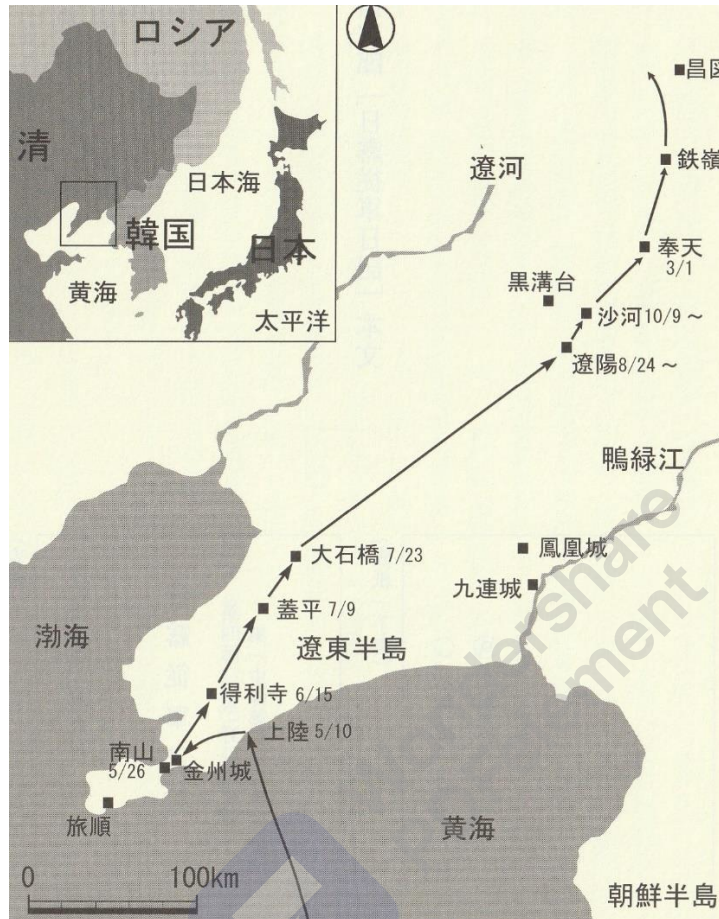 ロシア
清
日本海
韓国
日本
黄海
太平洋
遼河
昌図
鉄嶺
奉天
3/1
黒溝台
沙河10/9～
遼陽8/24～
鴨緑江
大石橋 7/23
鳳凰城
九連城
蓋平 7/9
渤海
遼東半島
得利寺 6/15
上陸 5/10
南山
5/26
金州城
旅順
黄海
0
100km
朝鮮半島